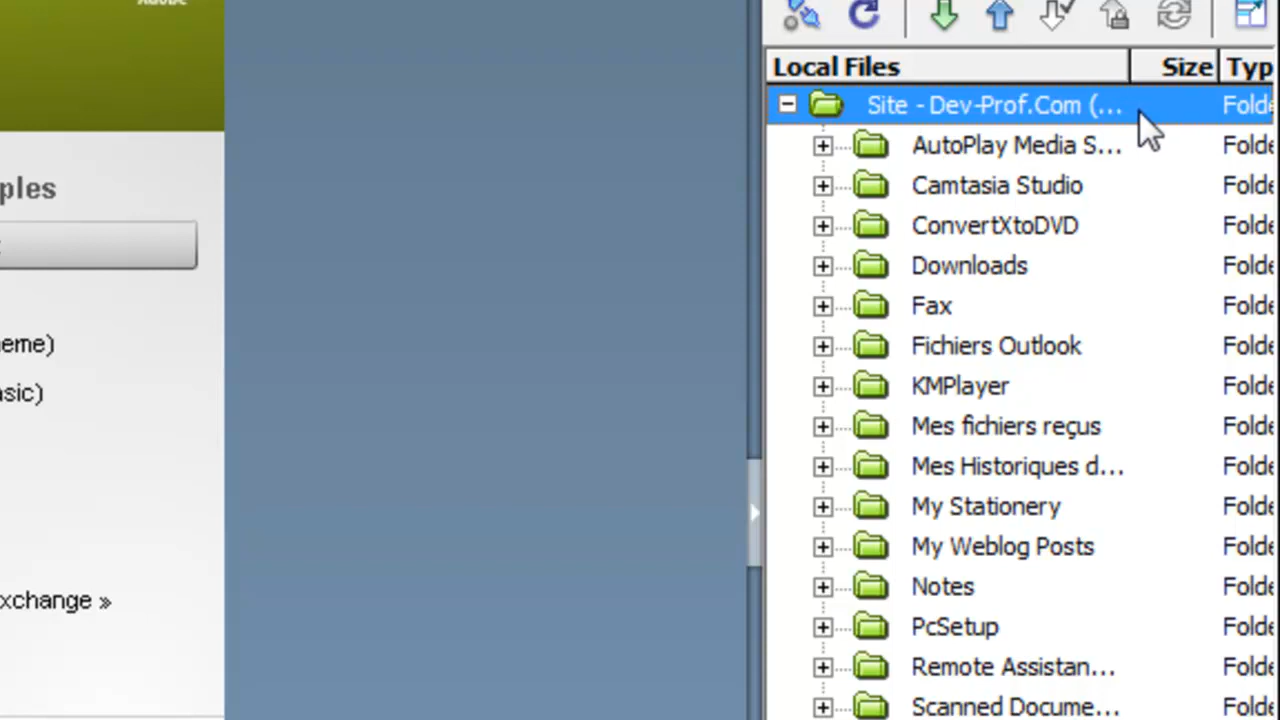 Adobe
ples
eme)
sic)
xchange »
Local Files Size Typ
Site - Dev-Prof.Com (... Folde
AutoPlay Media S... Folde
Camtasia Studio Folde
ConvertXtoDVD Folde
Downloads Folde
Fax Folde
Fichiers Outlook Folde
KMPlayer Folde
Mes fichiers reçus Folde
Mes Historiques d... Folde
My Stationery Folde
My Weblog Posts Folde
Notes Folde
PcSetup Folde
Remote Assistan... Folde
Scanned Docume... Folde